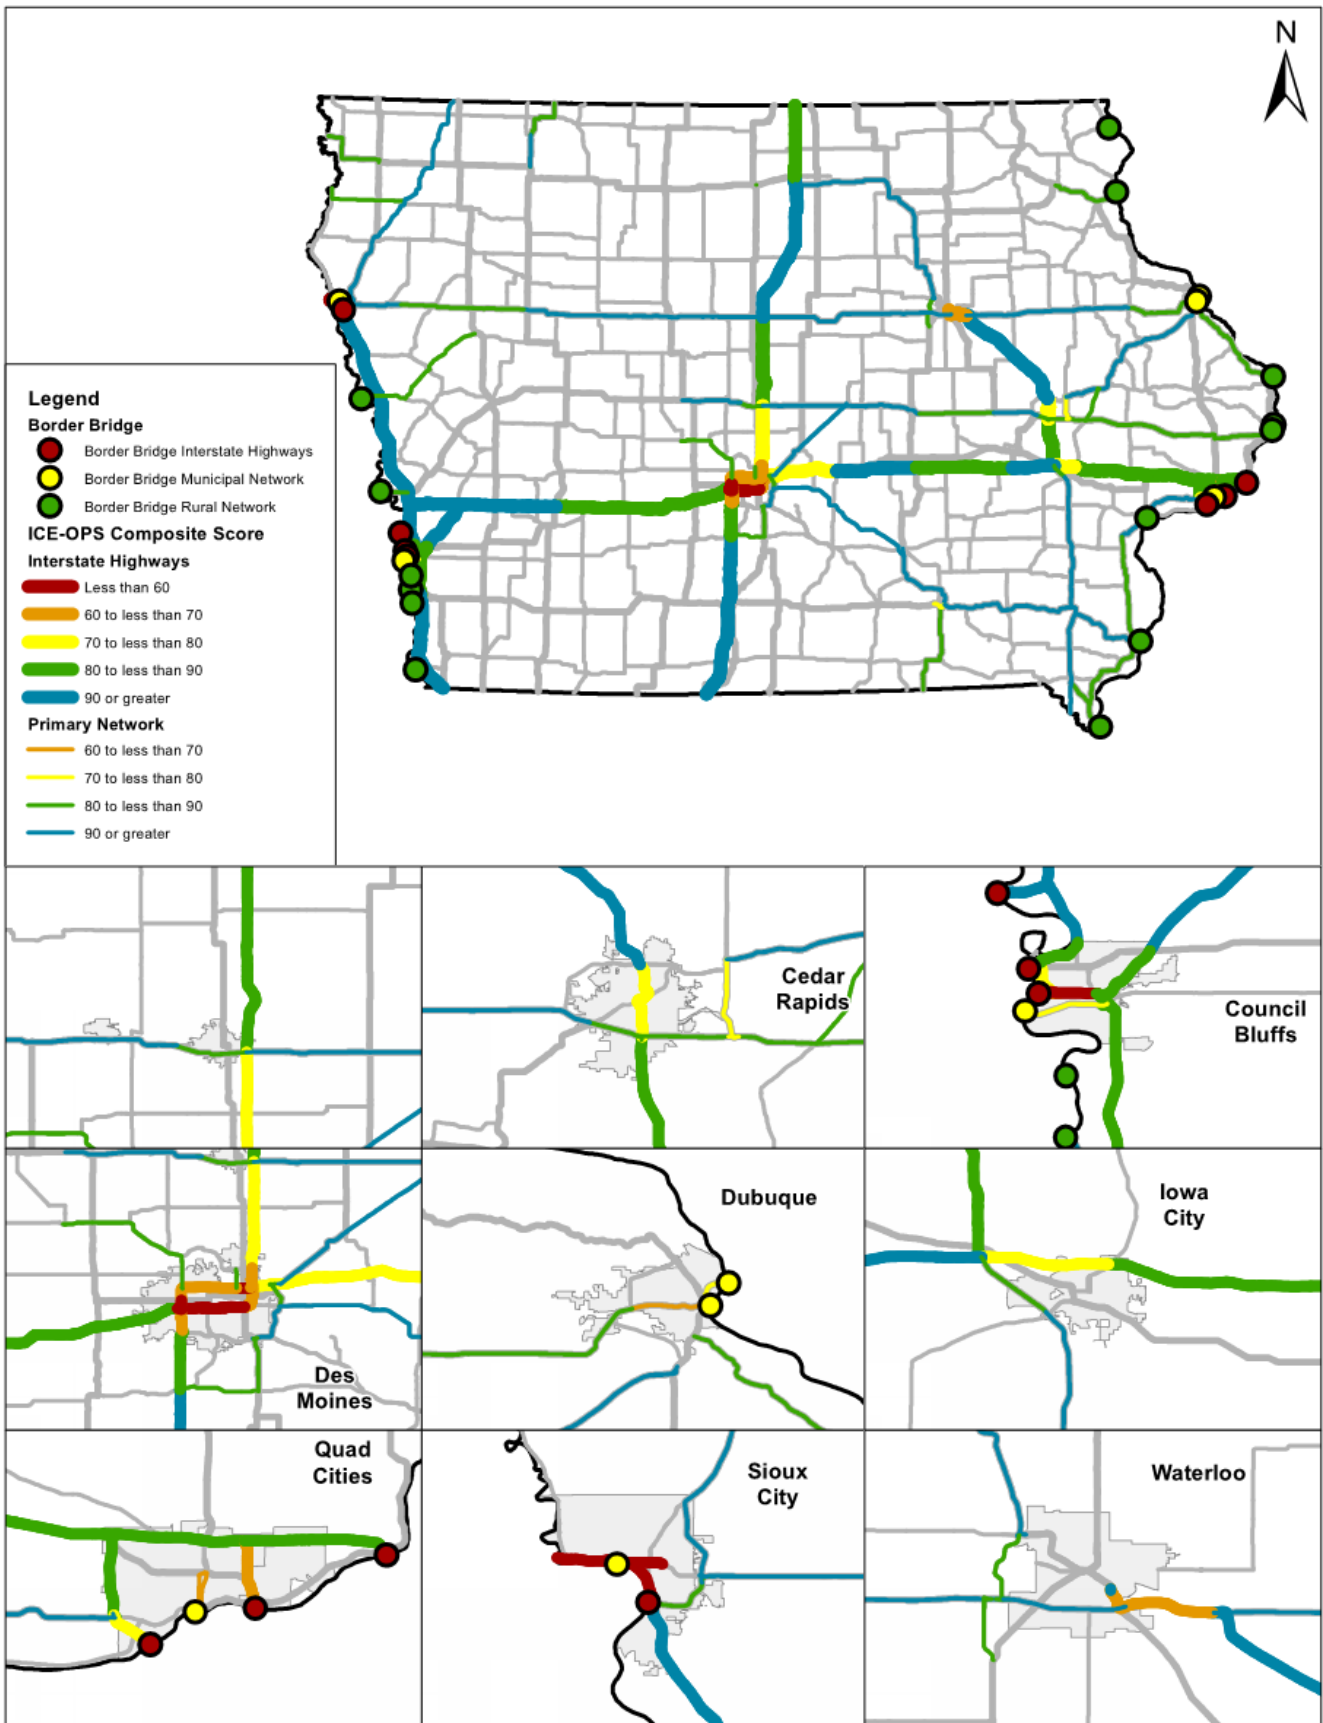 N
Legend
Border Bridge
Border Bridge Interstate Highways
Border Bridge Municipal Network
Border Bridge Rural Network
ICE-OPS Composite Score
Interstate Highways
Less than 60
60 to less than 70
70 to less than 80
80 to less than 90
90 or greater
Primary Network
60 to less than 70
70 to less than 80
80 to less than 90
90 or greater
Cedar
Rapids
Council
Bluffs
Des
Moines
Dubuque
Iowa
City
Quad
Cities
Sioux
City
Waterloo